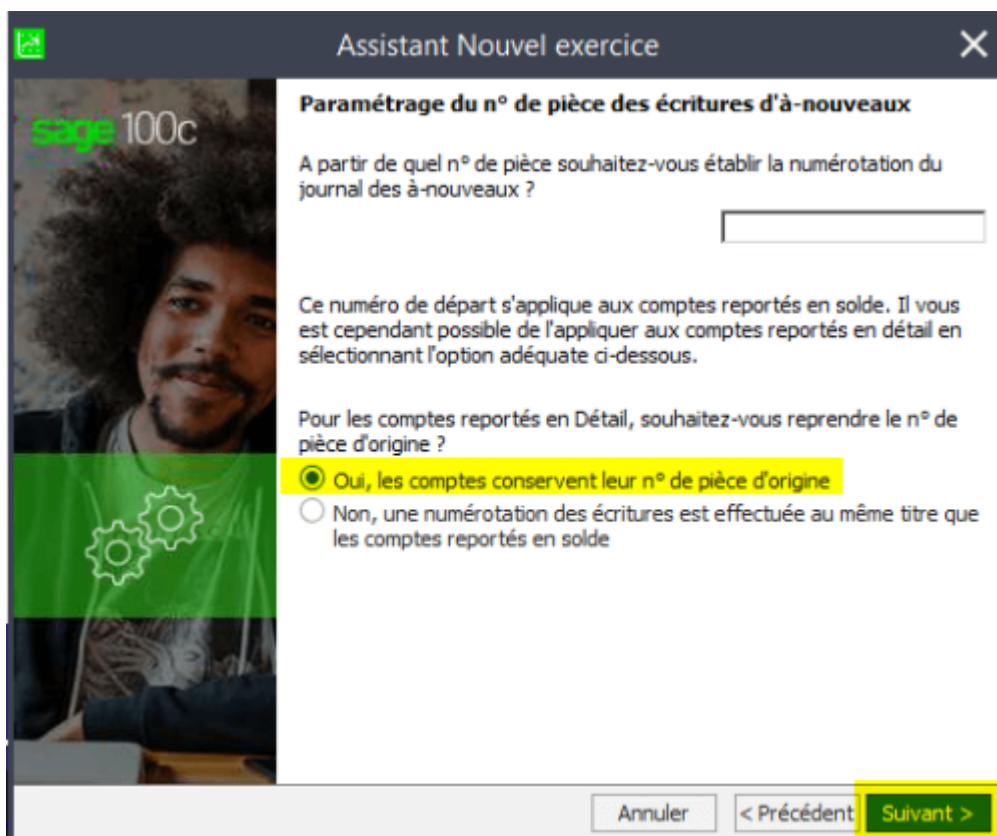 Assistant Nouvel exercice
sage 100c
Paramétrage du n° de pièce des écritures d'à-nouveaux
A partir de quel n° de pièce souhaitez-vous établir la numérotation du
journal des à-nouveaux ?
Ce numéro de départ s'applique aux comptes reportés en solde. Il vous
est cependant possible de l'appliquer aux comptes reportés en détail en
sélectionnant l'option adéquate ci-dessous.
Pour les comptes reportés en Détail, souhaitez-vous reprendre le n° de
pièce d'origine ?
Oui, les comptes conservent leur n° de pièce d'origine
Non, une numérotation des écritures est effectuée au même titre que
les comptes reportés en solde
Annuler
< Précédent
Suivant >